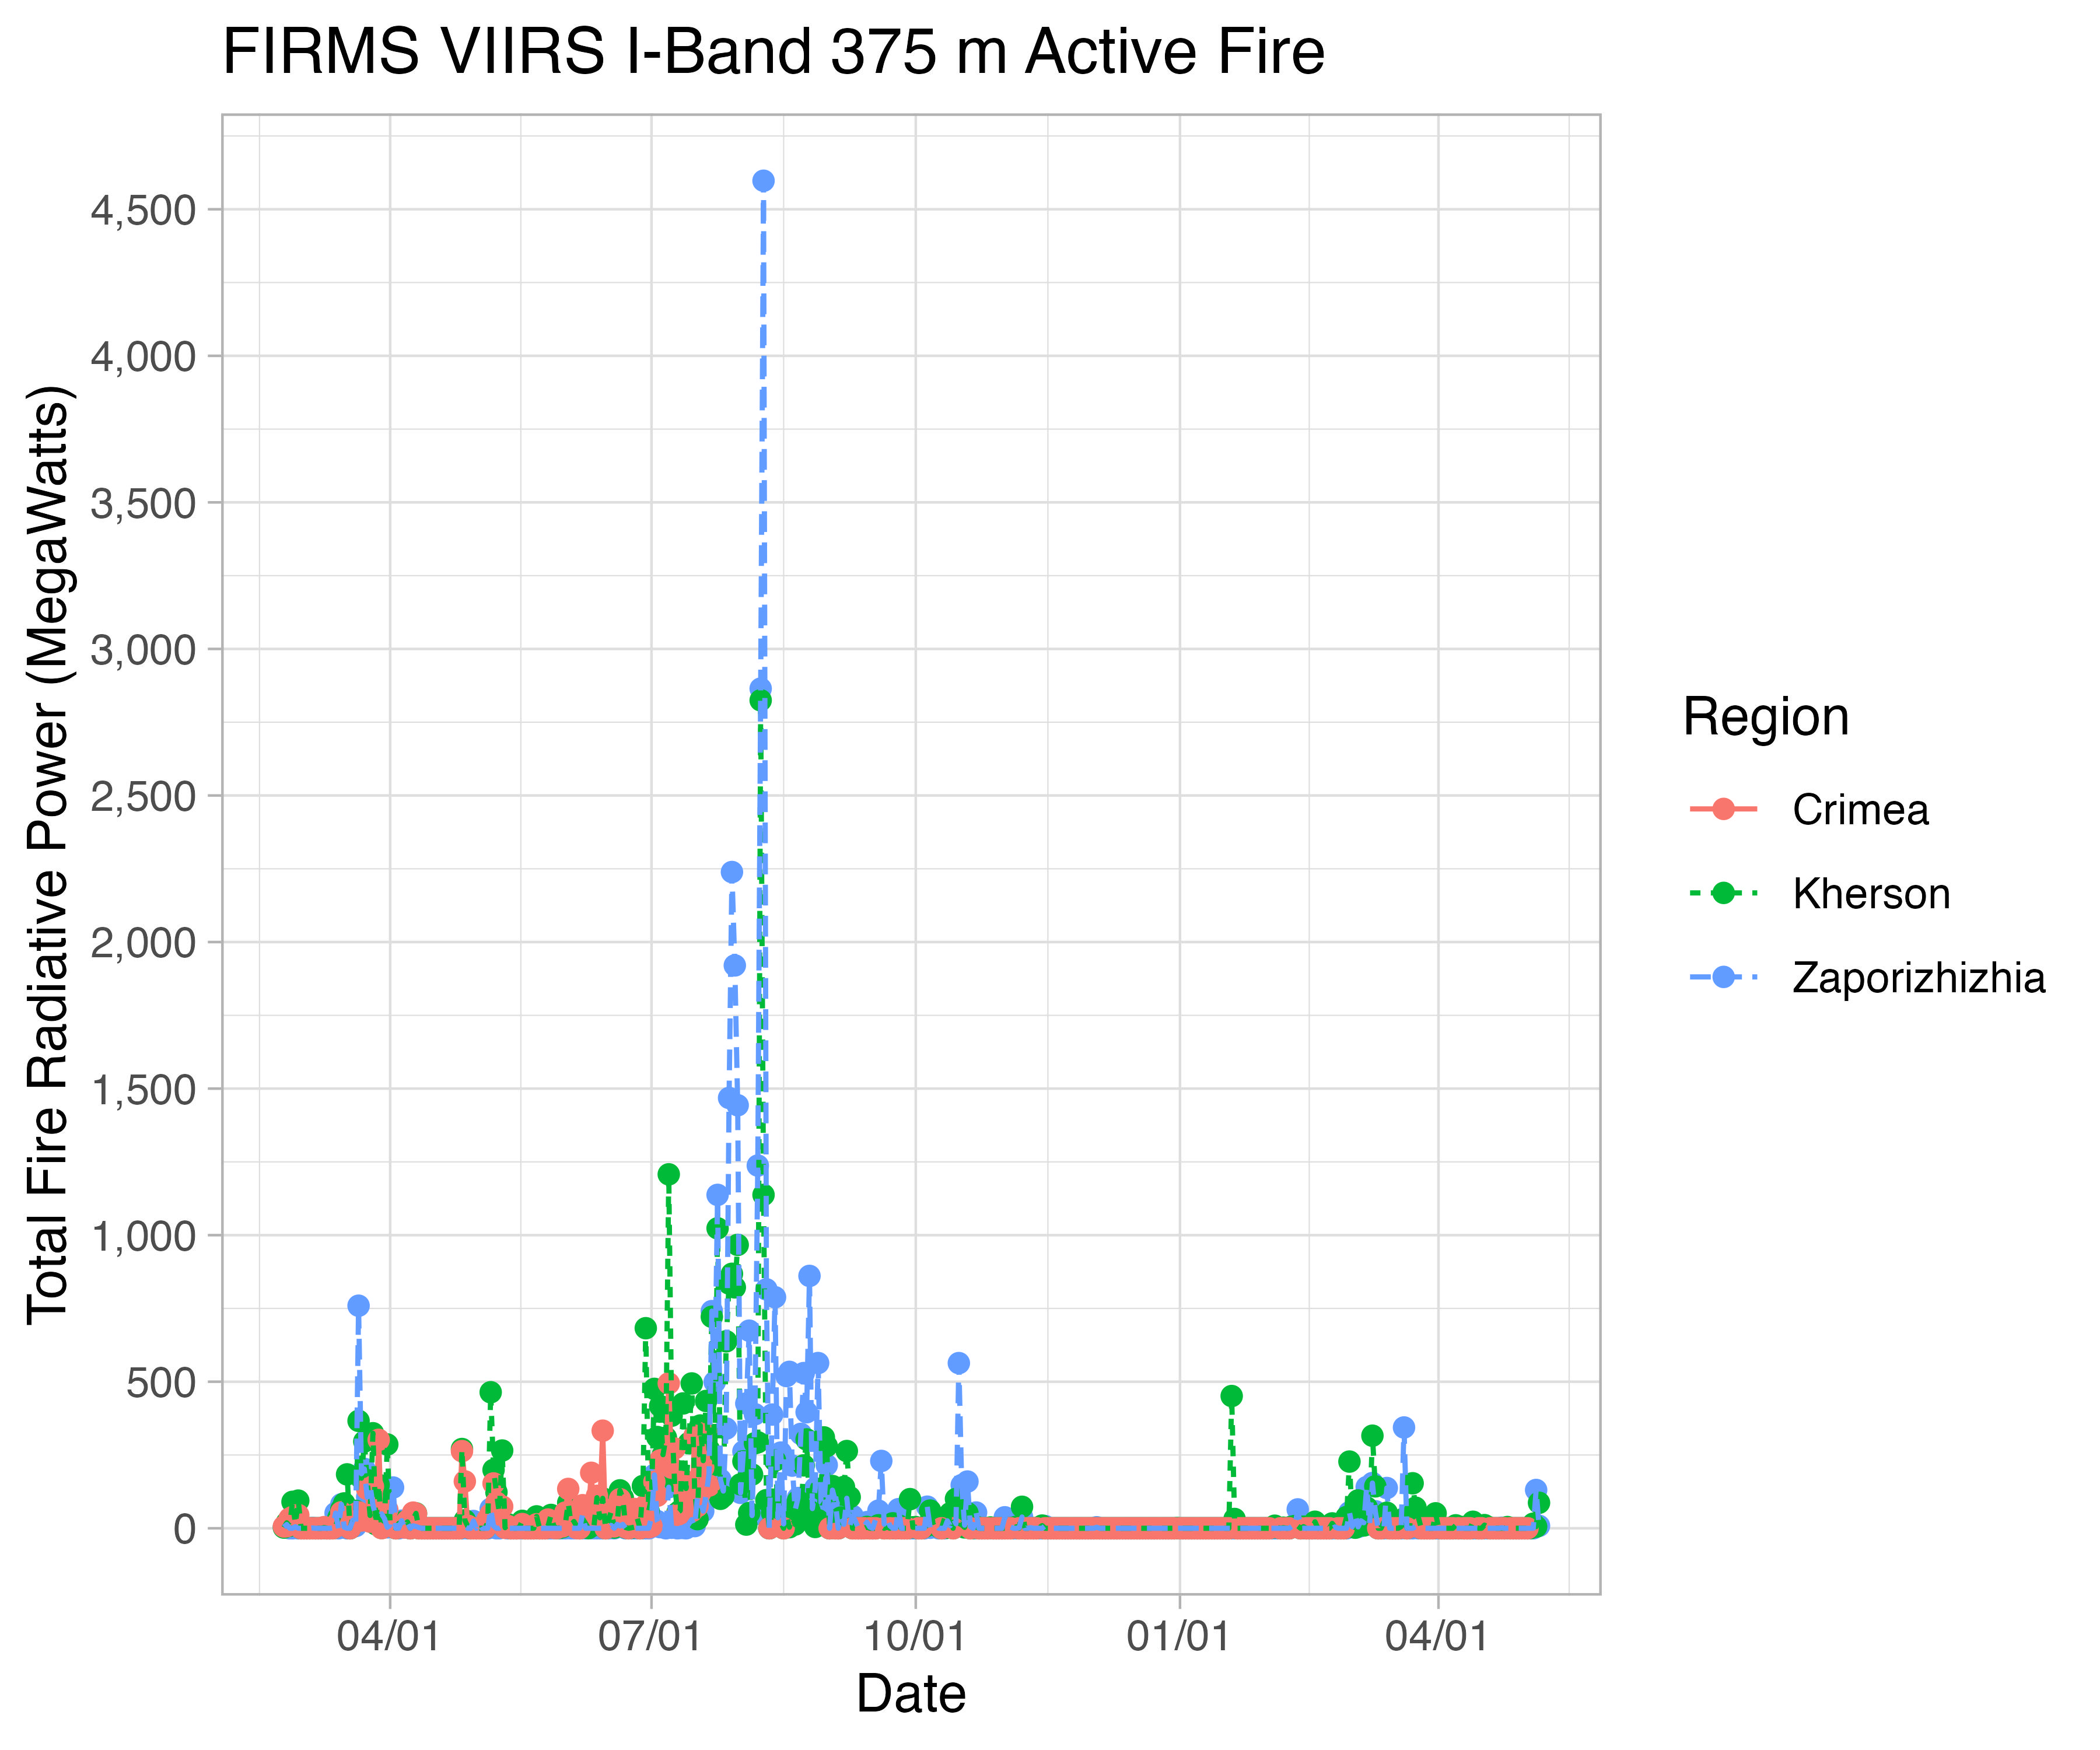 FIRMS VIIRS I-Band 375 m Active Fire
Total Fire Radiative Power (MegaWatts)
4,500
4,000
3,500
3,000
2,500
2,000
1,500
1,000
500
0
04/01
07/01
10/01
01/01
04/01
Date
Region
Crimea
Kherson
Zaporizhizhia